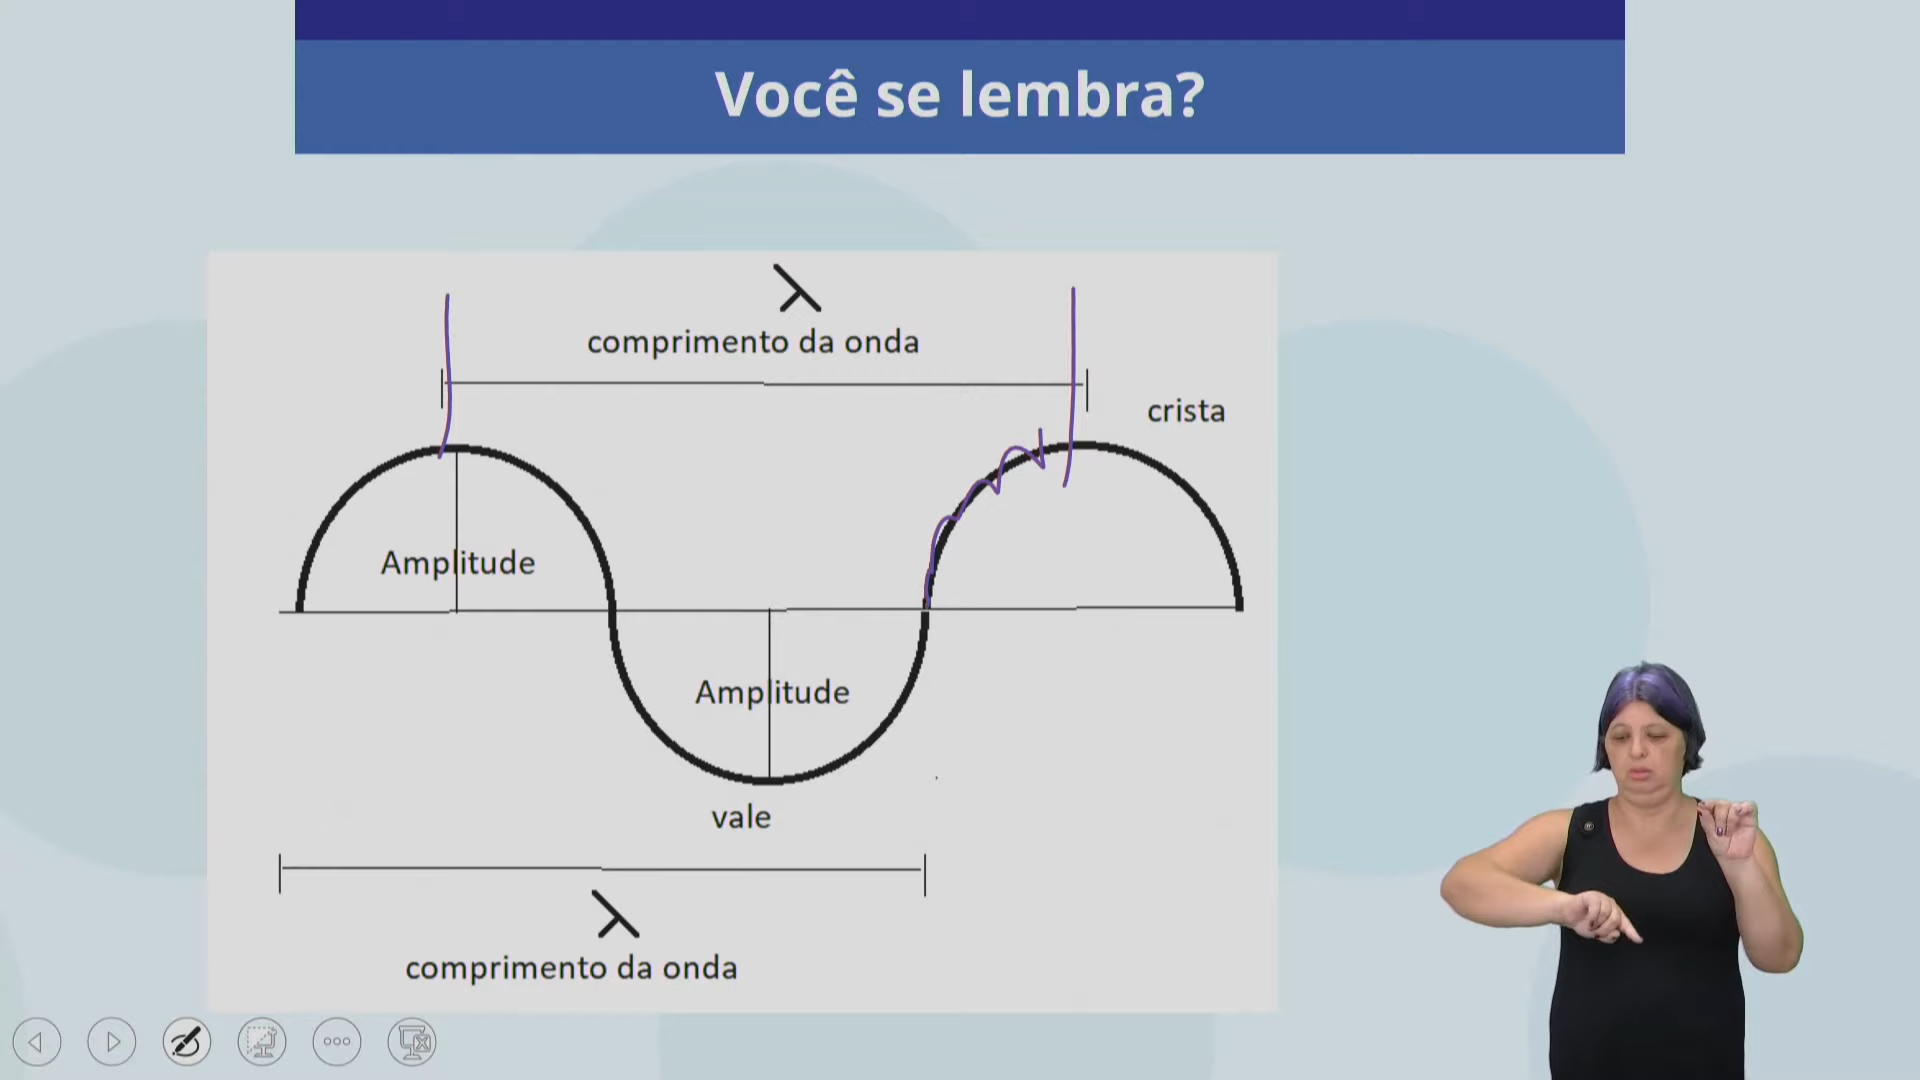 Você se lembra?
λ
comprimento da onda
crista
Amplitude
Amplitude
vale
λ
comprimento da onda